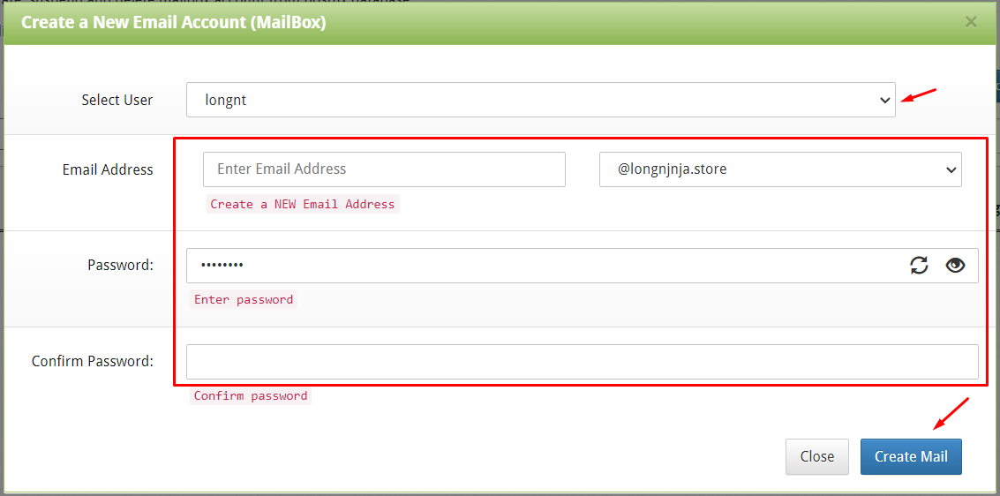 Create a New Email Account (MailBox)
×
Select User
longnt
Email Address
Enter Email Address
@longnjnja.store
Create a NEW Email Address
Password:
••••••••
Enter password
Confirm Password:
Confirm password
Close
Create Mail